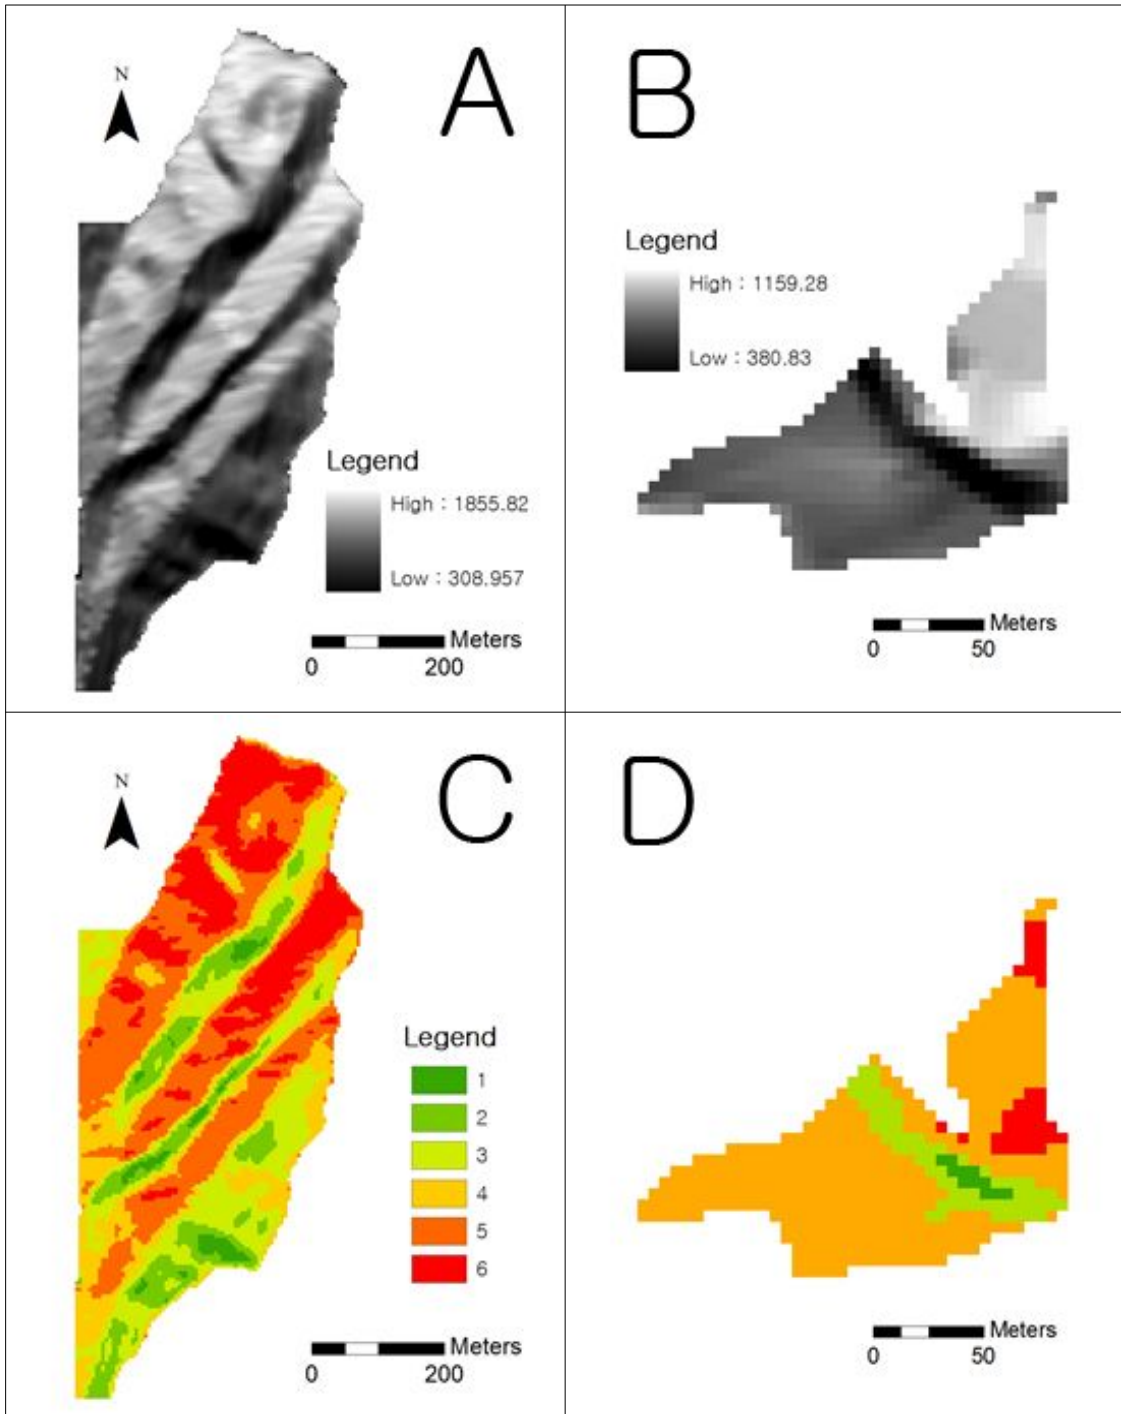 N
A
Legend
High : 1855.82
Low : 308.957
Meters
0 200
B
Legend
High : 1159.28
Low : 380.83
Meters
0 50
N
C
Legend
1
2
3
4
5
6
Meters
0 200
D
Meters
0 50